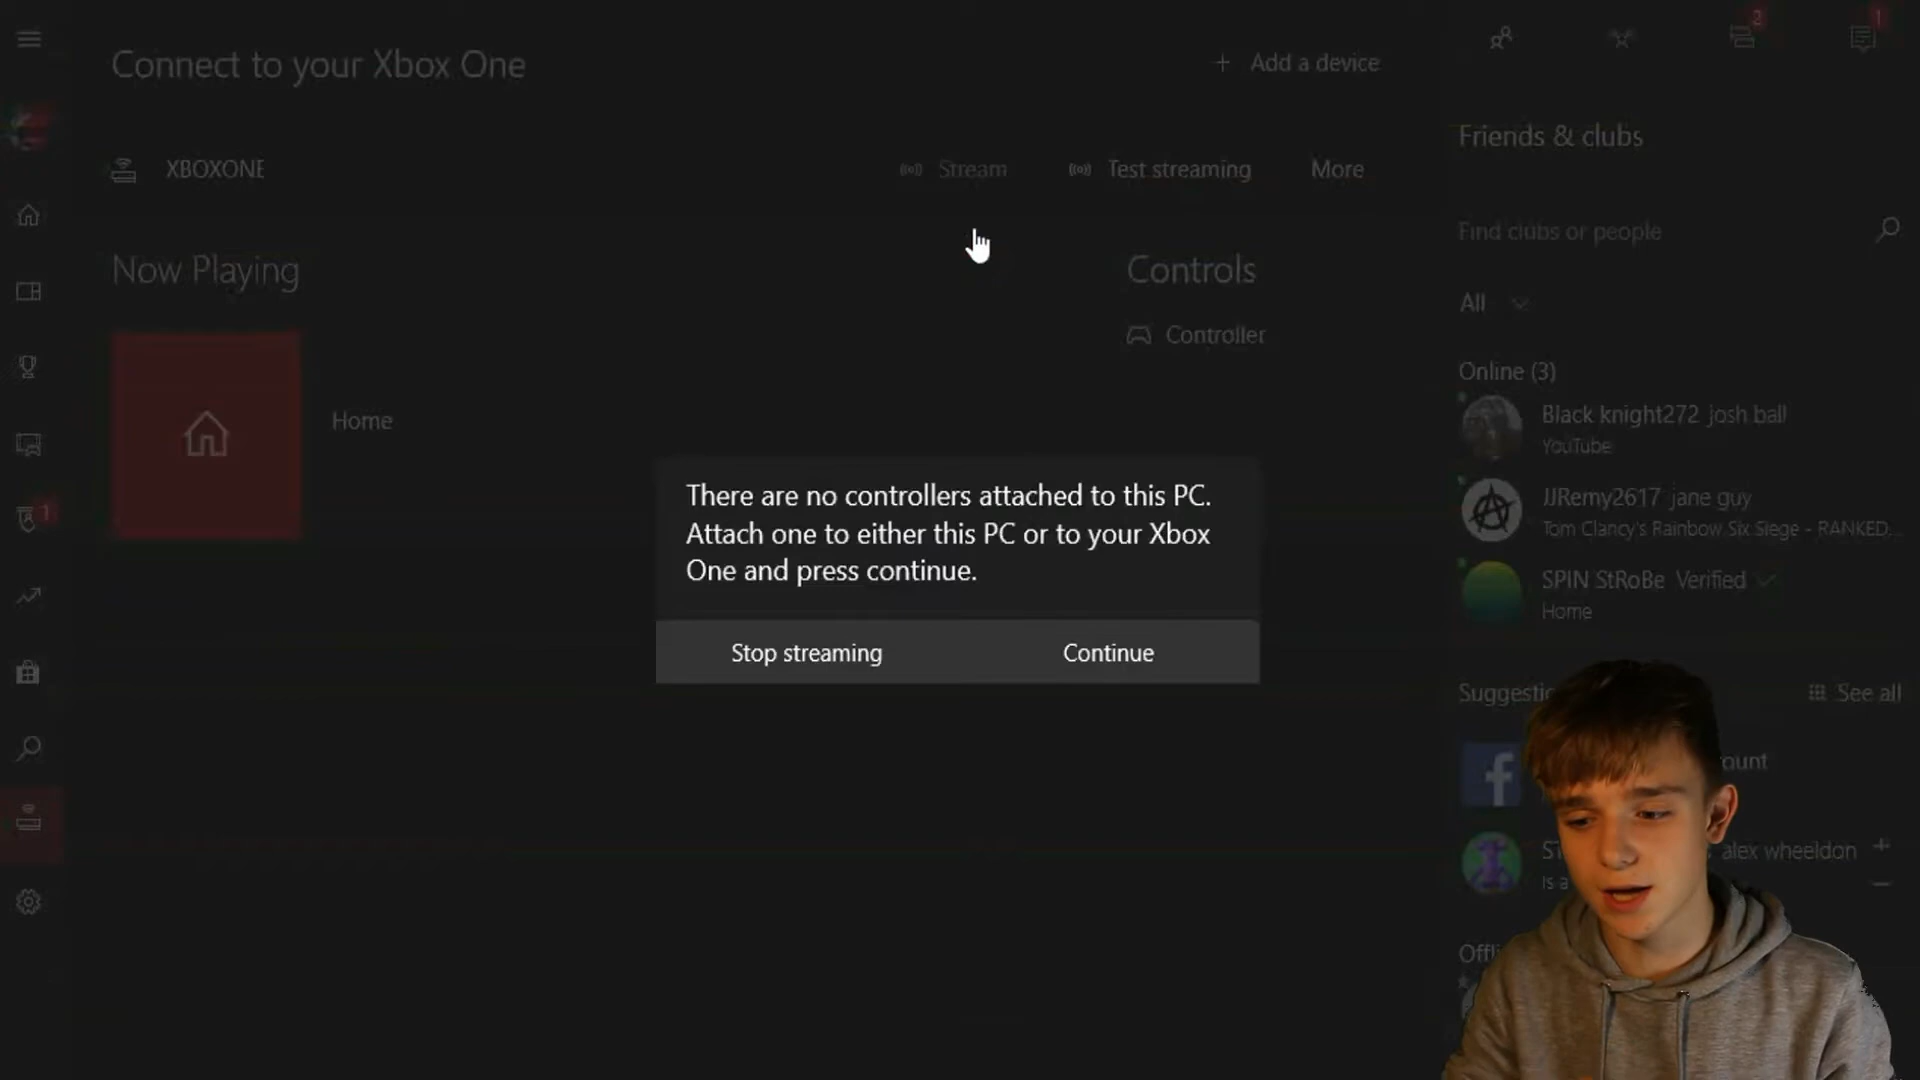 Connect to your Xbox One
+ Add a device
2
1
XBOXONE
Stream
Test streaming
More
Now Playing
Controls
Controller
Home
There are no controllers attached to this PC.
Attach one to either this PC or to your Xbox
One and press continue.
Stop streaming
Continue
1
Friends & clubs
Find clubs or people
All
Online (3)
Black knight272 josh ball
YouTube
JJRemy2617 jane guy
Tom Clancy's Rainbow Six Siege - RANKED...
SPIN StRoBe Verified
Home
See all
alex wheeldon